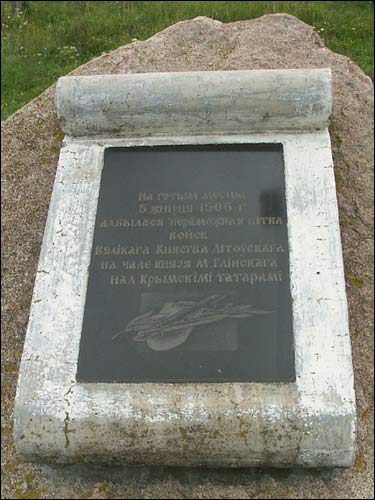 На гэтым месцы
5 жніўня 1506 г.
адбылася пераможная бітва
войск
Вялікага Княства Літоўскага
на чале князя М. Глінскага
над крымскімі татарамі